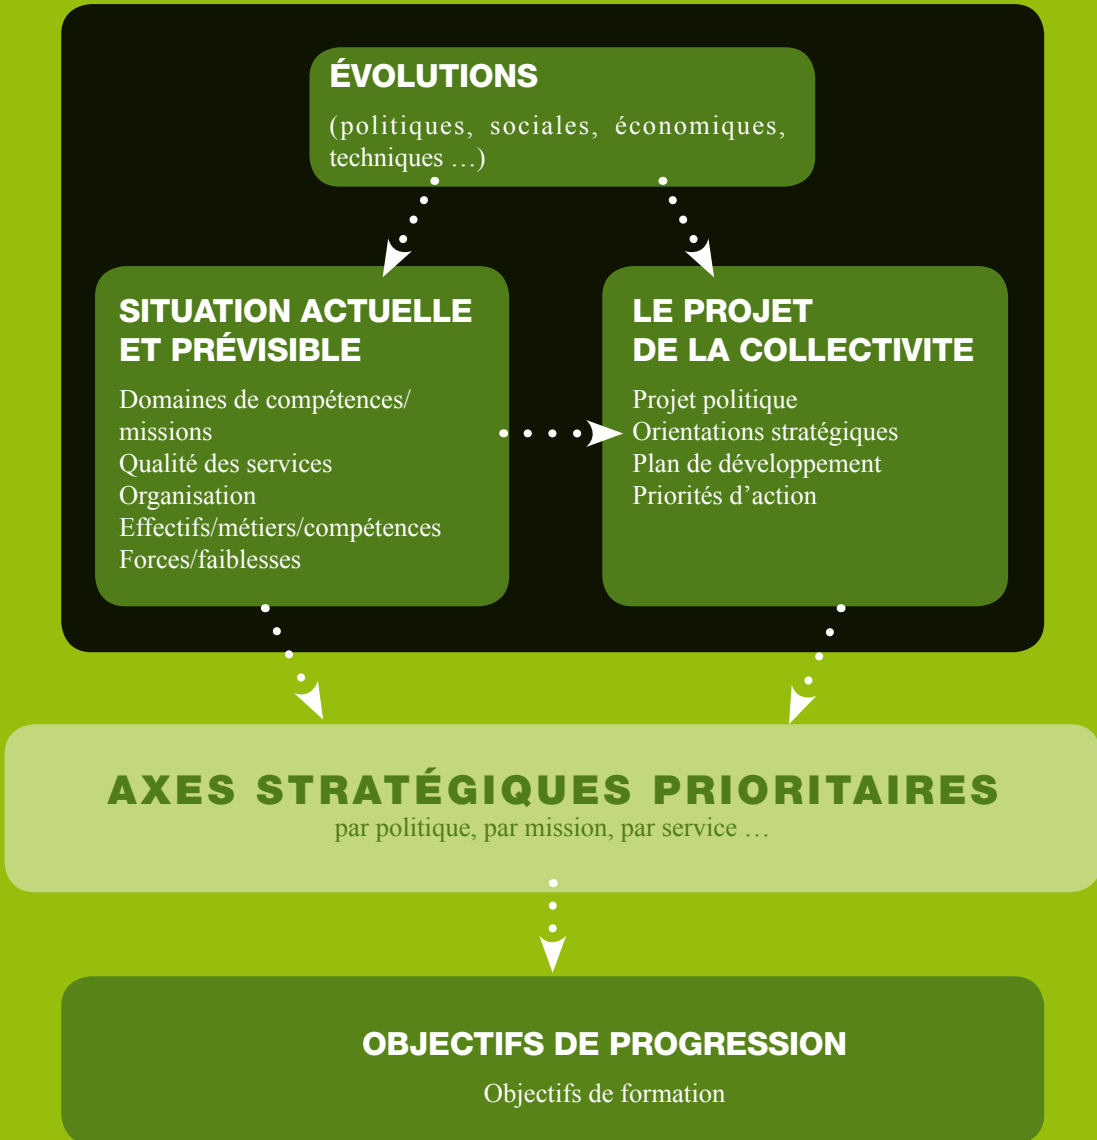 ÉVOLUTIONS
(politiques, sociales, économiques,
techniques …)
SITUATION ACTUELLE
ET PRÉVISIBLE
Domaines de compétences/
missions
Qualité des services
Organisation
Effectifs/métiers/compétences
Forces/faiblesses
LE PROJET
DE LA COLLECTIVITE
Projet politique
Orientations stratégiques
Plan de développement
Priorités d’action
AXES STRATÉGIQUES PRIORITAIRES
par politique, par mission, par service …
OBJECTIFS DE PROGRESSION
Objectifs de formation